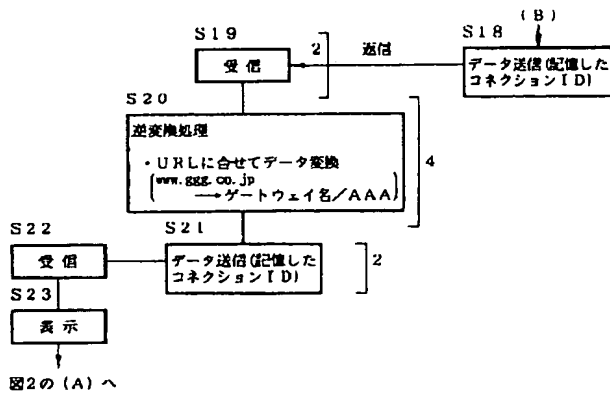 (B)
S19
S18
受信
2
返信
データ送信(記憶した
コネクションID)
S20
逆変換処理
・URLに合せてデータ変換
www.ggg.co.jp
→ゲートウェイ名/AAA
4
S22
S21
受信
データ送信(記憶した
コネクションID)
2
S23
表示
図2の(A)へ